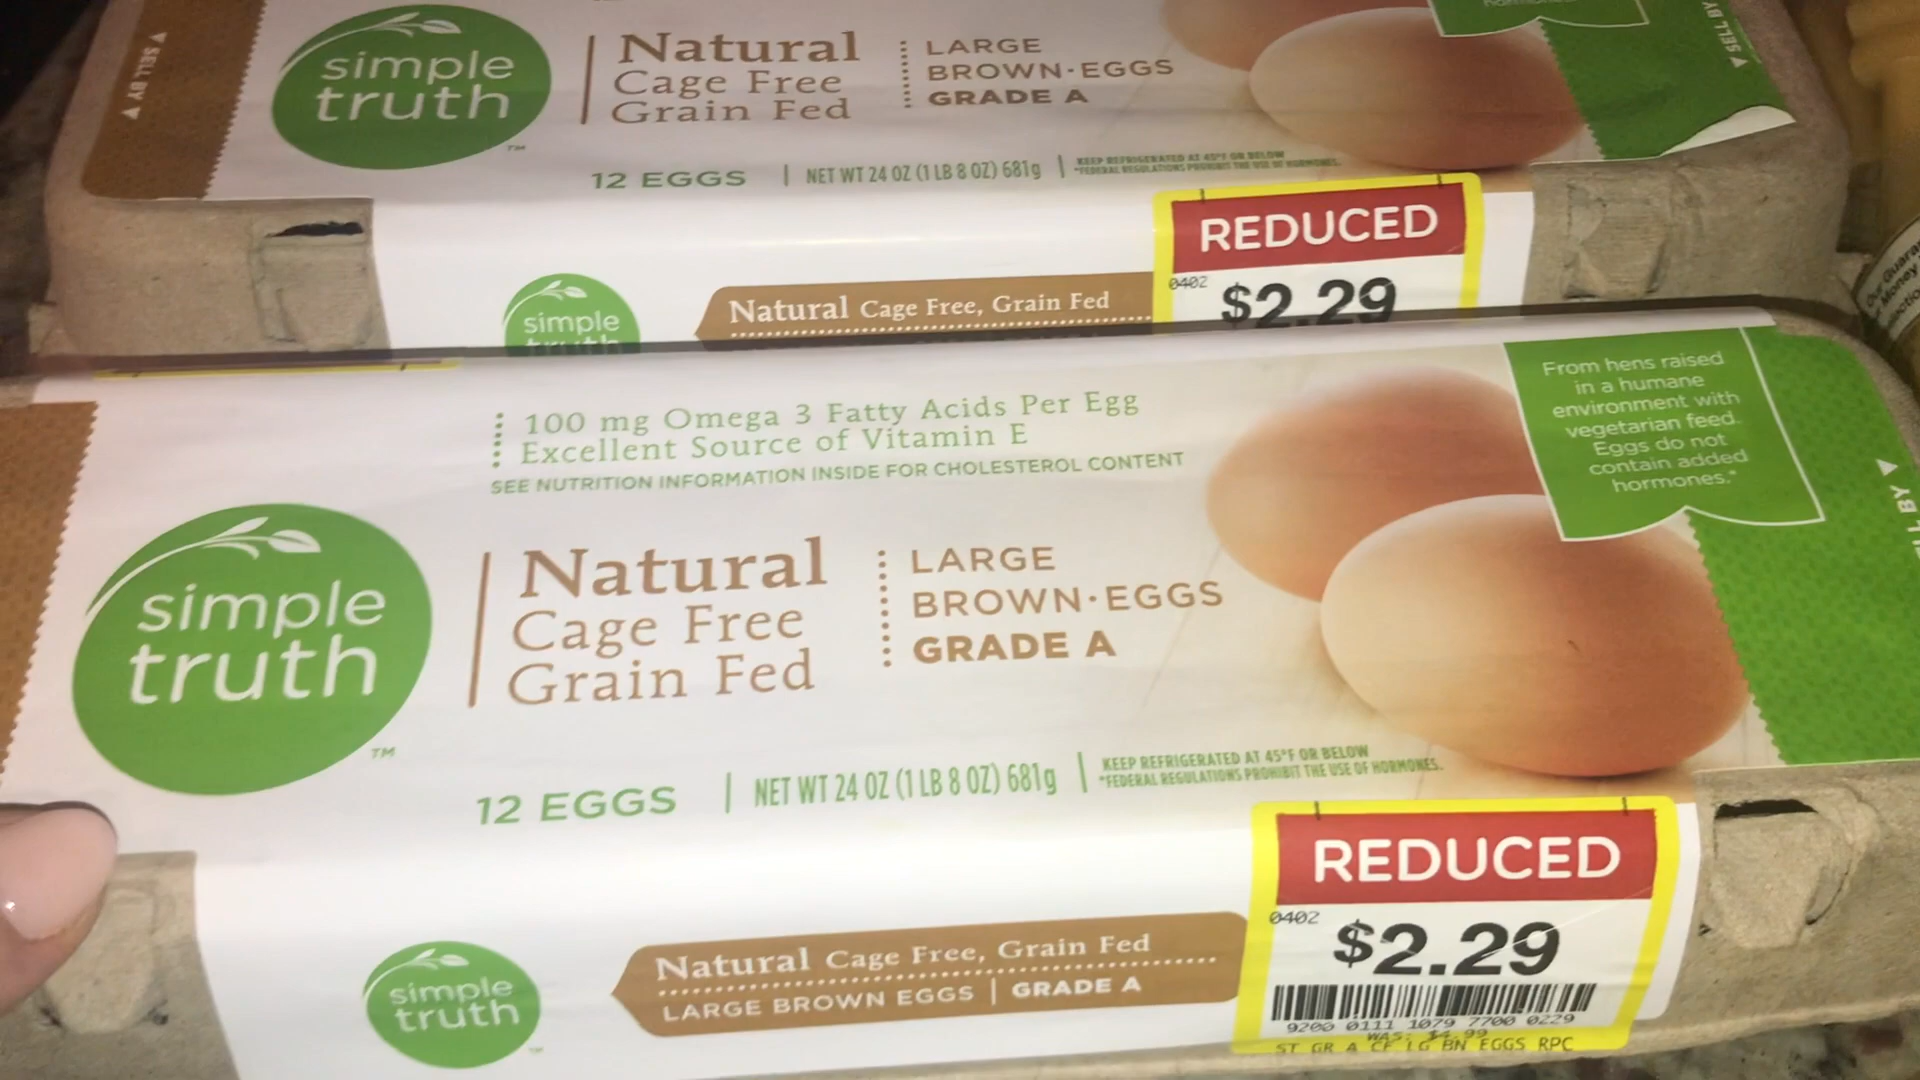 SELL BY
simple
truth
TM
Natural
Cage Free
Grain Fed
LARGE
BROWN·EGGS
GRADE A
SELL BY
12 EGGS
NET WT 24 OZ (1 LB 8 OZ) 681g
KEEP REFRIGERATED AT 45°F OR BELOW
*FEDERAL REGULATIONS PROHIBIT THE USE OF HORMONES.
REDUCED
0402
$2.29
simple
truth
Natural Cage Free, Grain Fed
100 mg Omega 3 Fatty Acids Per Egg
Excellent Source of Vitamin E
SEE NUTRITION INFORMATION INSIDE FOR CHOLESTEROL CONTENT
From hens raised
in a humane
environment with
vegetarian feed.
Eggs do not
contain added
hormones.*
simple
truth
TM
Natural
Cage Free
Grain Fed
LARGE
BROWN·EGGS
GRADE A
12 EGGS
NET WT 24 OZ (1 LB 8 OZ) 681g
KEEP REFRIGERATED AT 45°F OR BELOW
*FEDERAL REGULATIONS PROHIBIT THE USE OF HORMONES.
simple
truth
Natural Cage Free, Grain Fed
LARGE BROWN EGGS | GRADE A
REDUCED
0402
$2.29
9200 0111 1079 7700 0229
WAS: $4.99
ST GR A CF LG BN EGGS RPC